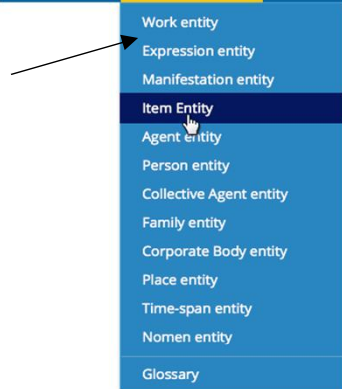 Work entity
Expression entity
Manifestation entity
Item Entity
Agent entity
Person entity
Collective Agent entity
Family entity
Corporate Body entity
Place entity
Time-span entity
Nomen entity
Glossary